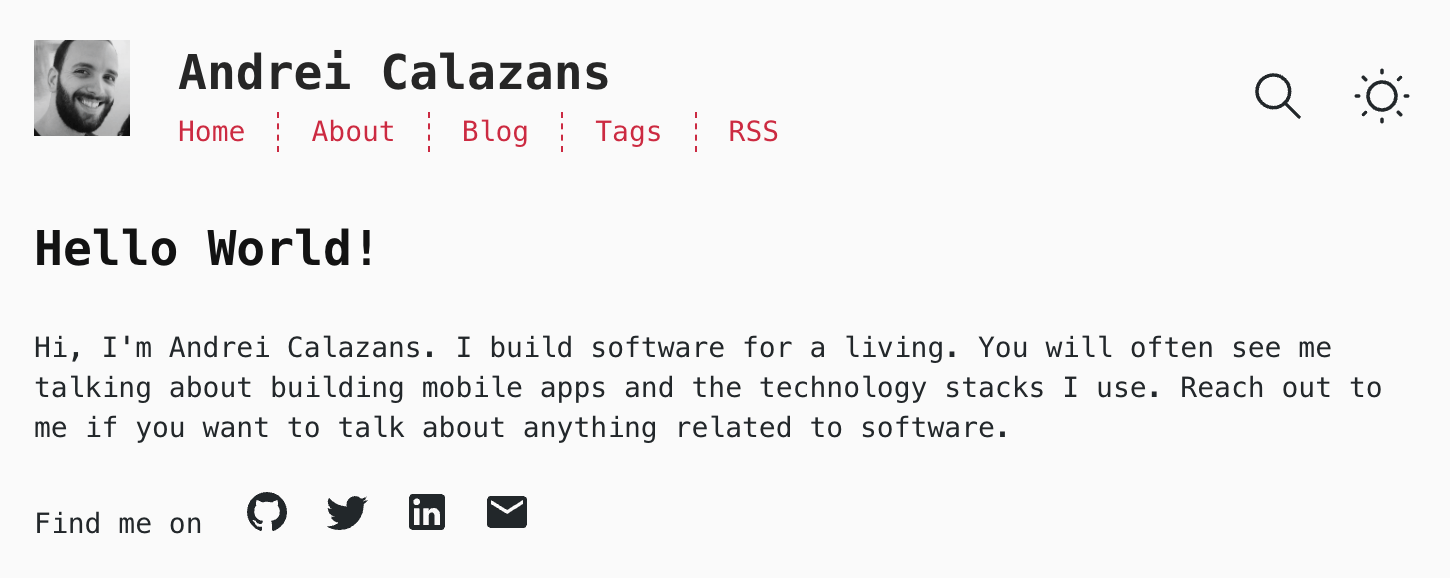 Andrei Calazans
Home About Blog Tags RSS
Hello World!
Hi, I'm Andrei Calazans. I build software for a living. You will often see me
talking about building mobile apps and the technology stacks I use. Reach out to
me if you want to talk about anything related to software.
Find me on